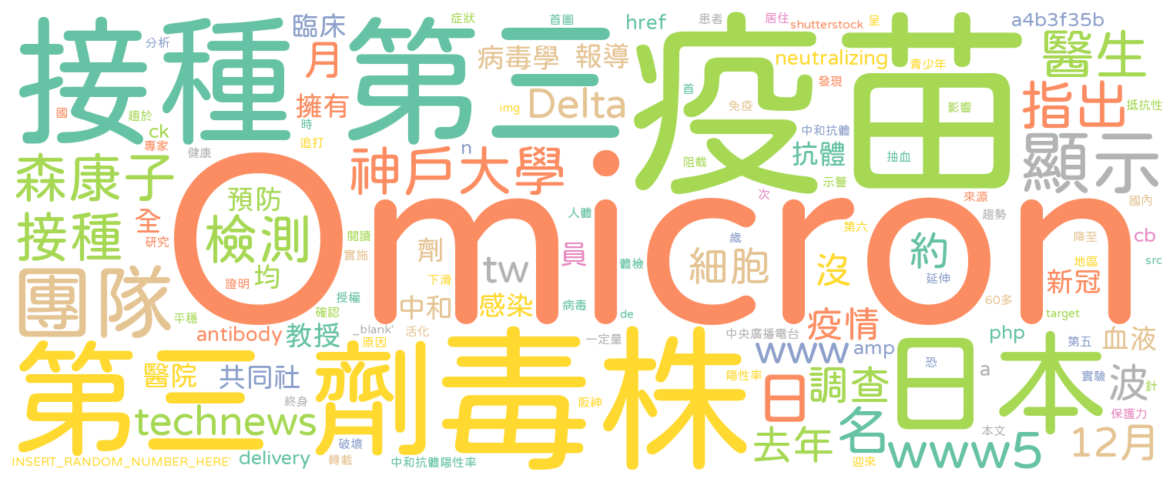 接種 第三 疫苗
Omicron
第三劑 毒株 日本
分析 臨床 症狀 首圖 href 患者 居住 呈 a4b3f35b
月 病毒學 報導 shutterstock neutralizing 青少年 醫生
國 趨於 擁有 img Delta 首 免疫 發現 影響 指出 抵抗性
ck 專家 時 追打 中和抗體
健康 n 抗體 抽血 顯示
森康子 神戶大學 阻截 示警
預防 次 來源 國內
接種 全 檢測 人體 趨勢
研究 閱讀 劑 員 歲 第六 約 降至 cb
均 實施 體檢 細胞 沒 地區 src
團隊 證明 下滑 tw 延伸 新冠
授權 中和 感染 病毒 60多
平穩 確認 de target
antibody 教授 _blank' 活化 一定量 中央廣播電台 疫情 php 血液
原因 www amp 第五
醫院 共同社 恐 a 實驗 波 針
陽性率 日 調查
終身 阪神 保護力
technews 名
破壞 去年 www5 本文 12月
INSERT_RANDOM_NUMBER_HERE' delivery 轉載 中和抗體陽性率 迎來